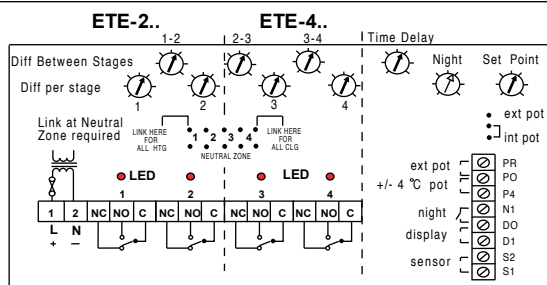 ETE-2.. ETE-4..
1-2 2-3 3-4 Time Delay
Diff Between Stages Night Set Point
Diff per stage
1 2 3 4
Link at Neutral
Zone required
LINK HERE
FOR
ALL HTG
1 2 3 4
LINK HERE
FOR
ALL CLG
NEUTRAL ZONE
ext pot
int pot
LED LED
1 2 3 4
1 2 NC NO C NC NO C NC NO C NC NO C
L N
+ —
ext pot PR
PO
+/- 4 °C pot P4
night N1
DO
display D1
sensor S2
S1